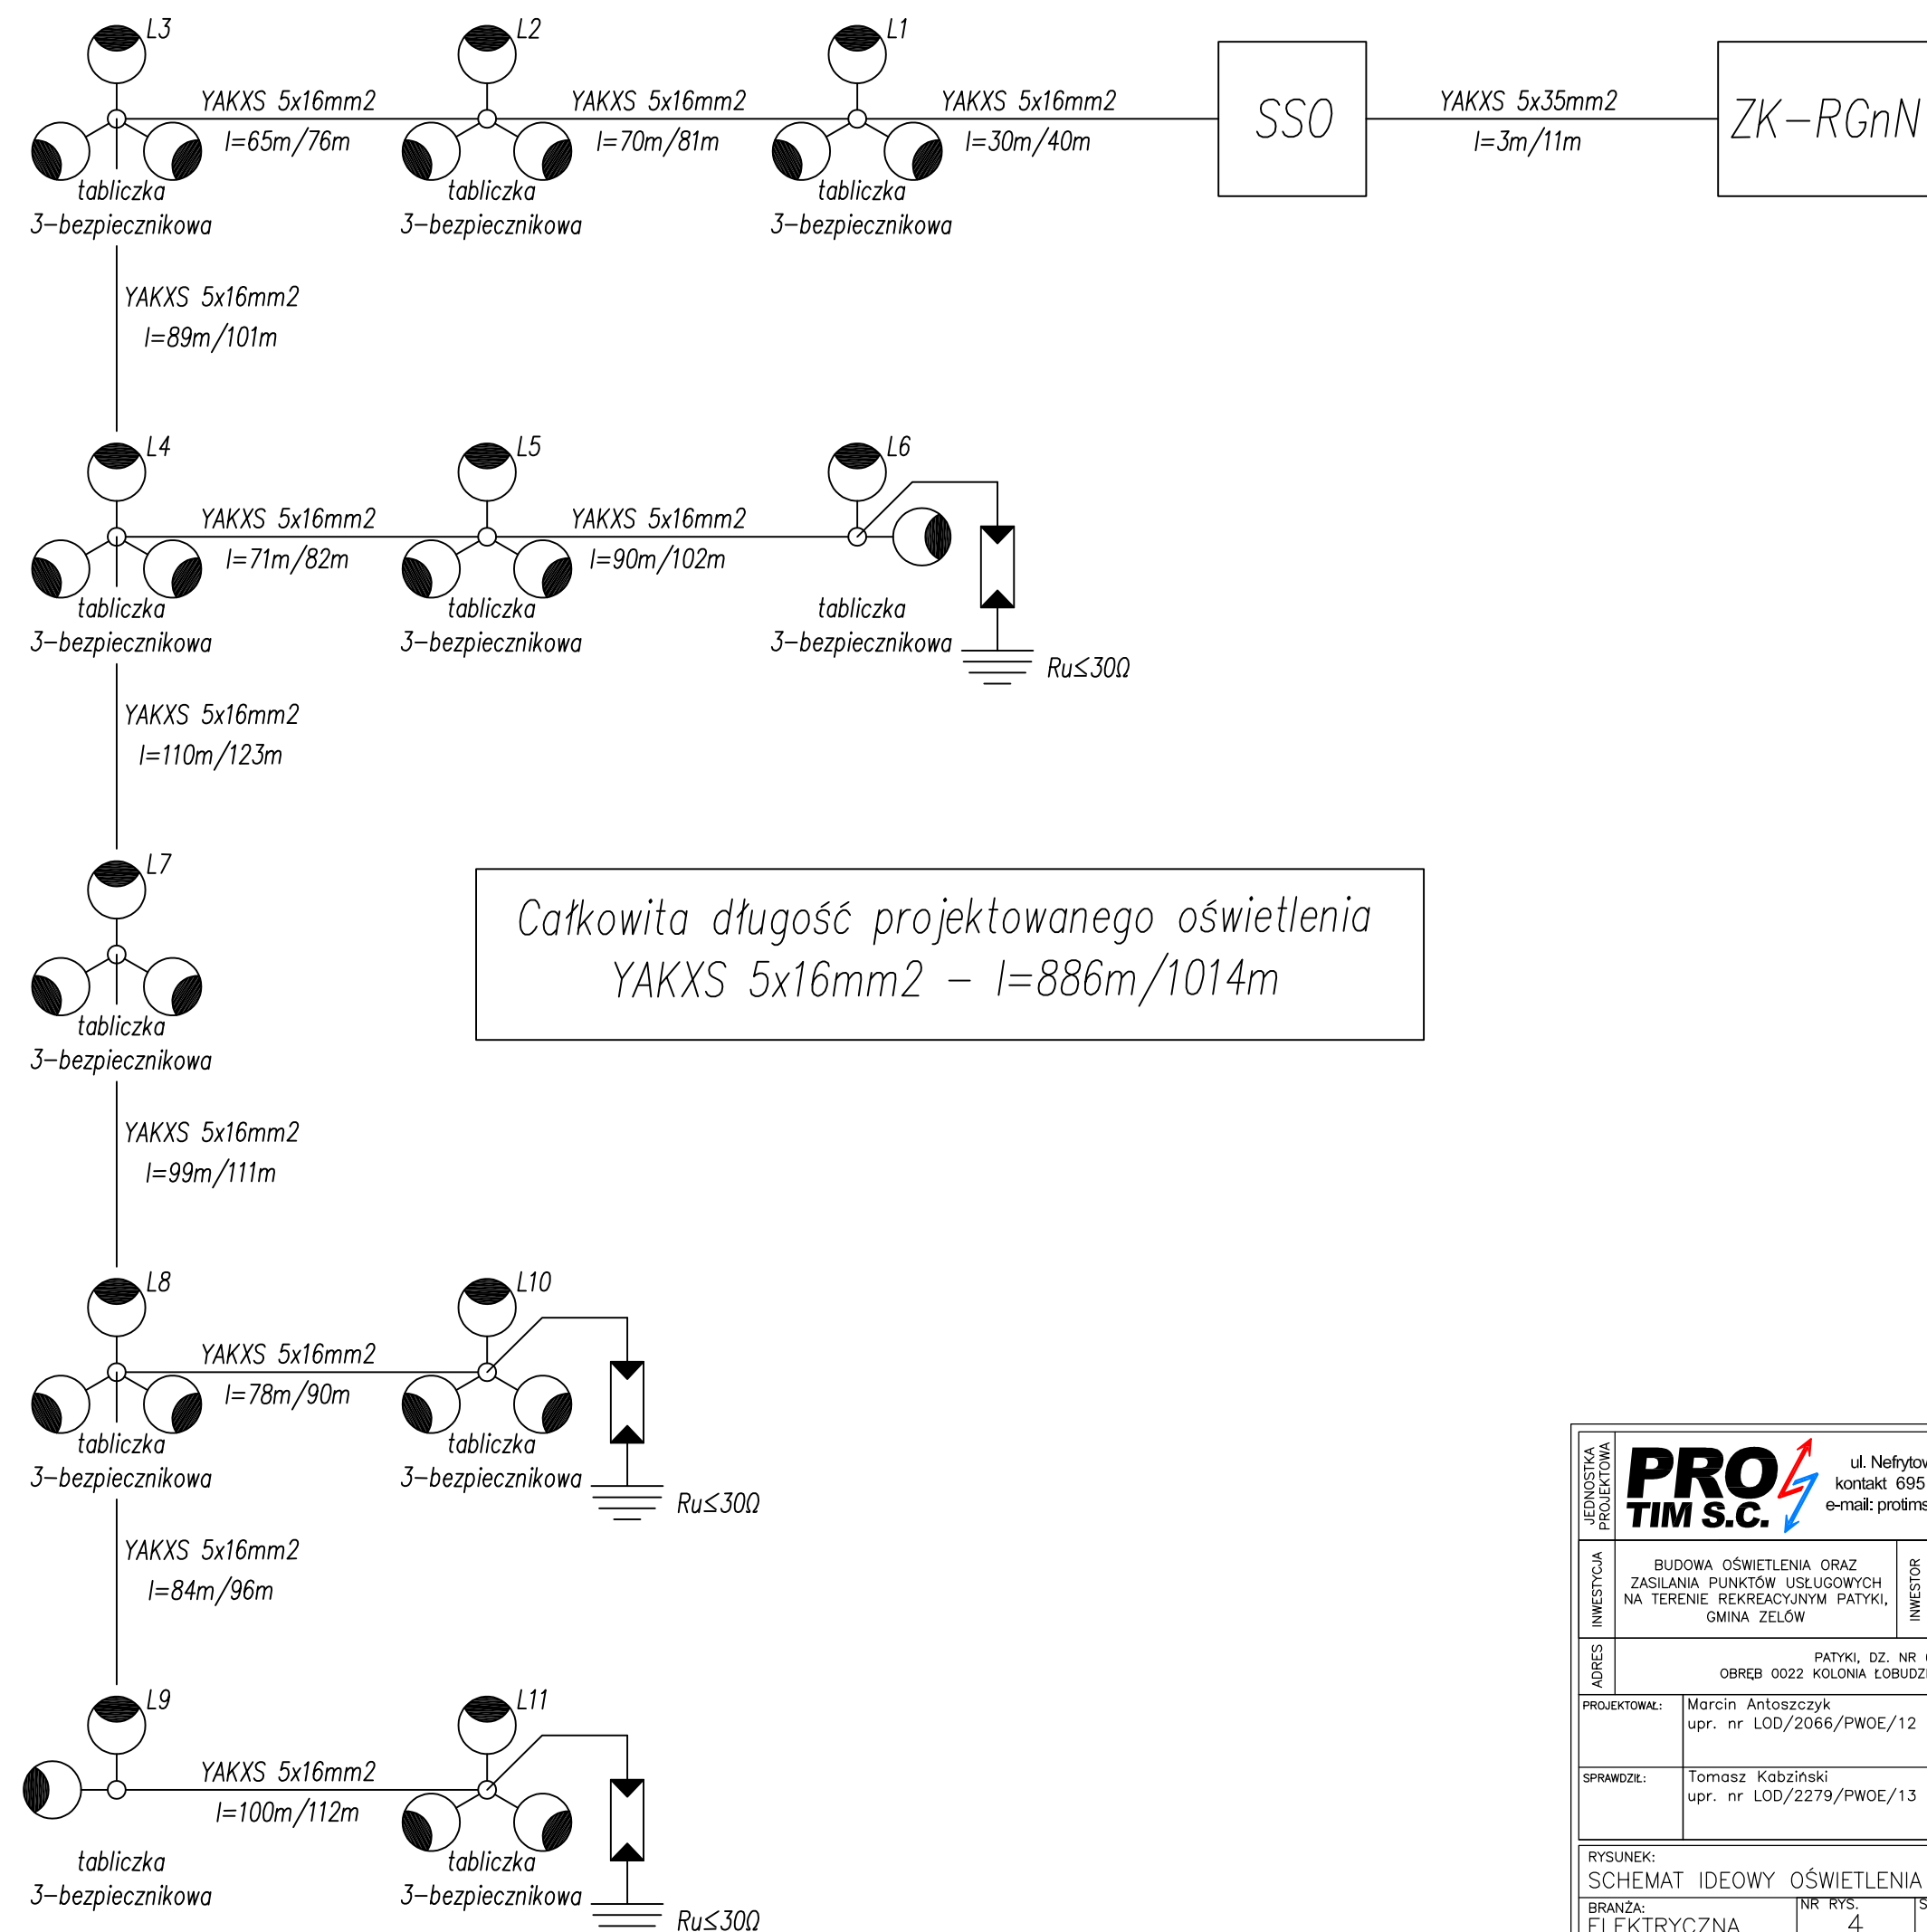 L3
L2
L1
YAKXS 5x16mm2
l=65m/76m
YAKXS 5x16mm2
l=70m/81m
YAKXS 5x16mm2
l=30m/40m
SSO
YAKXS 5x35mm2
l=3m/11m
ZK-RGnN
tabliczka
3-bezpiecznikowa
tabliczka
3-bezpiecznikowa
tabliczka
3-bezpiecznikowa
YAKXS 5x16mm2
l=89m/101m
L4
L5
L6
YAKXS 5x16mm2
l=71m/82m
YAKXS 5x16mm2
l=90m/102m
tabliczka
3-bezpiecznikowa
tabliczka
3-bezpiecznikowa
tabliczka
3-bezpiecznikowa
Ru≤30Ω
YAKXS 5x16mm2
l=110m/123m
L7
tabliczka
3-bezpiecznikowa
Całkowita długość projektowanego oświetlenia
YAKXS 5x16mm2 - l=886m/1014m
YAKXS 5x16mm2
l=99m/111m
L8
L10
YAKXS 5x16mm2
l=78m/90m
tabliczka
3-bezpiecznikowa
tabliczka
3-bezpiecznikowa
Ru≤30Ω
YAKXS 5x16mm2
l=84m/96m
L9
L11
YAKXS 5x16mm2
l=100m/112m
tabliczka
3-bezpiecznikowa
tabliczka
3-bezpiecznikowa
Ru≤30Ω
JEDNOSTKA
PROJEKTOWA
PRO
TIM S.C.
ul.
kontakt 695
e-mail:
INWESTYCJA
BUDOWA OŚWIETLENIA ORAZ
ZASILANIA PUNKTÓW USŁUGOWYCH
NA TERENIE REKREACYJNYM PATYKI,
GMINA ZELÓW
INWESTOR
ADRES
PATYKI, DZ. NR
OBRĘB 0022 KOLONIA
PROJEKTOWAŁ:
Marcin Antoszczyk
upr. nr LOD/2066/PWOE/12
SPRAWDZIŁ:
Tomasz Kabziński
upr. nr LOD/2279/PWOE/13
RYSUNEK:
SCHEMAT IDEOWY OŚWIETLENIA
BRANŻA:
ELEKTRYCZNA
NR RYS.
4